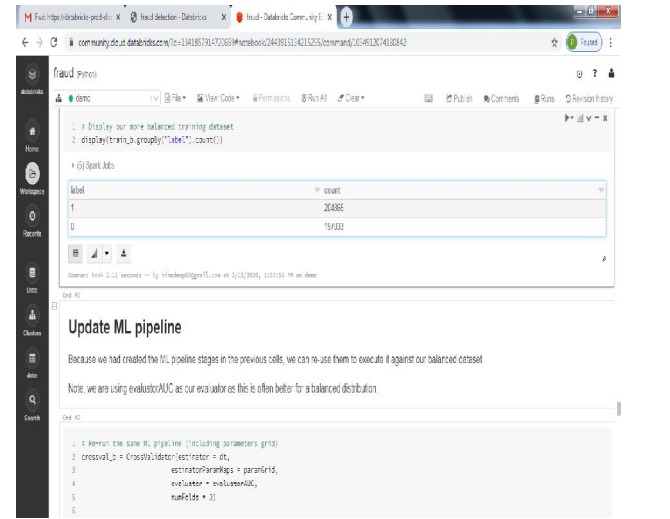 fraud detection - Databricks
fraud - Databricks Community E
Paused
fraud (Python)
databricks
demo
File
View: Code
Permissions
Run All
Clear
Publish
Comments
Runs
Revision history
Home
Workspace
Recents
Data
Clusters
Jobs
Search
1 # Display our more balanced training dataset
2 display(train_b.groupBy("label").count())
(5) Spark Jobs
label count
1
0
Cmd 41
Update ML pipeline
Because we had created the ML pipeline stages in the previous cells, we can re-use them to execute it against our balanced dataset
Note, we are using evaluatorAUC as our evaluator as this is often better for a balanced distribution.
Cmd 42
1 # Re-run the same ML pipeline (including parameters grid)
2 crossval_b = CrossValidator(estimator = dt,
3 estimatorParamMaps = paramGrid,
4 evaluator = evaluatorAUC,
5 numFolds = 3)
6